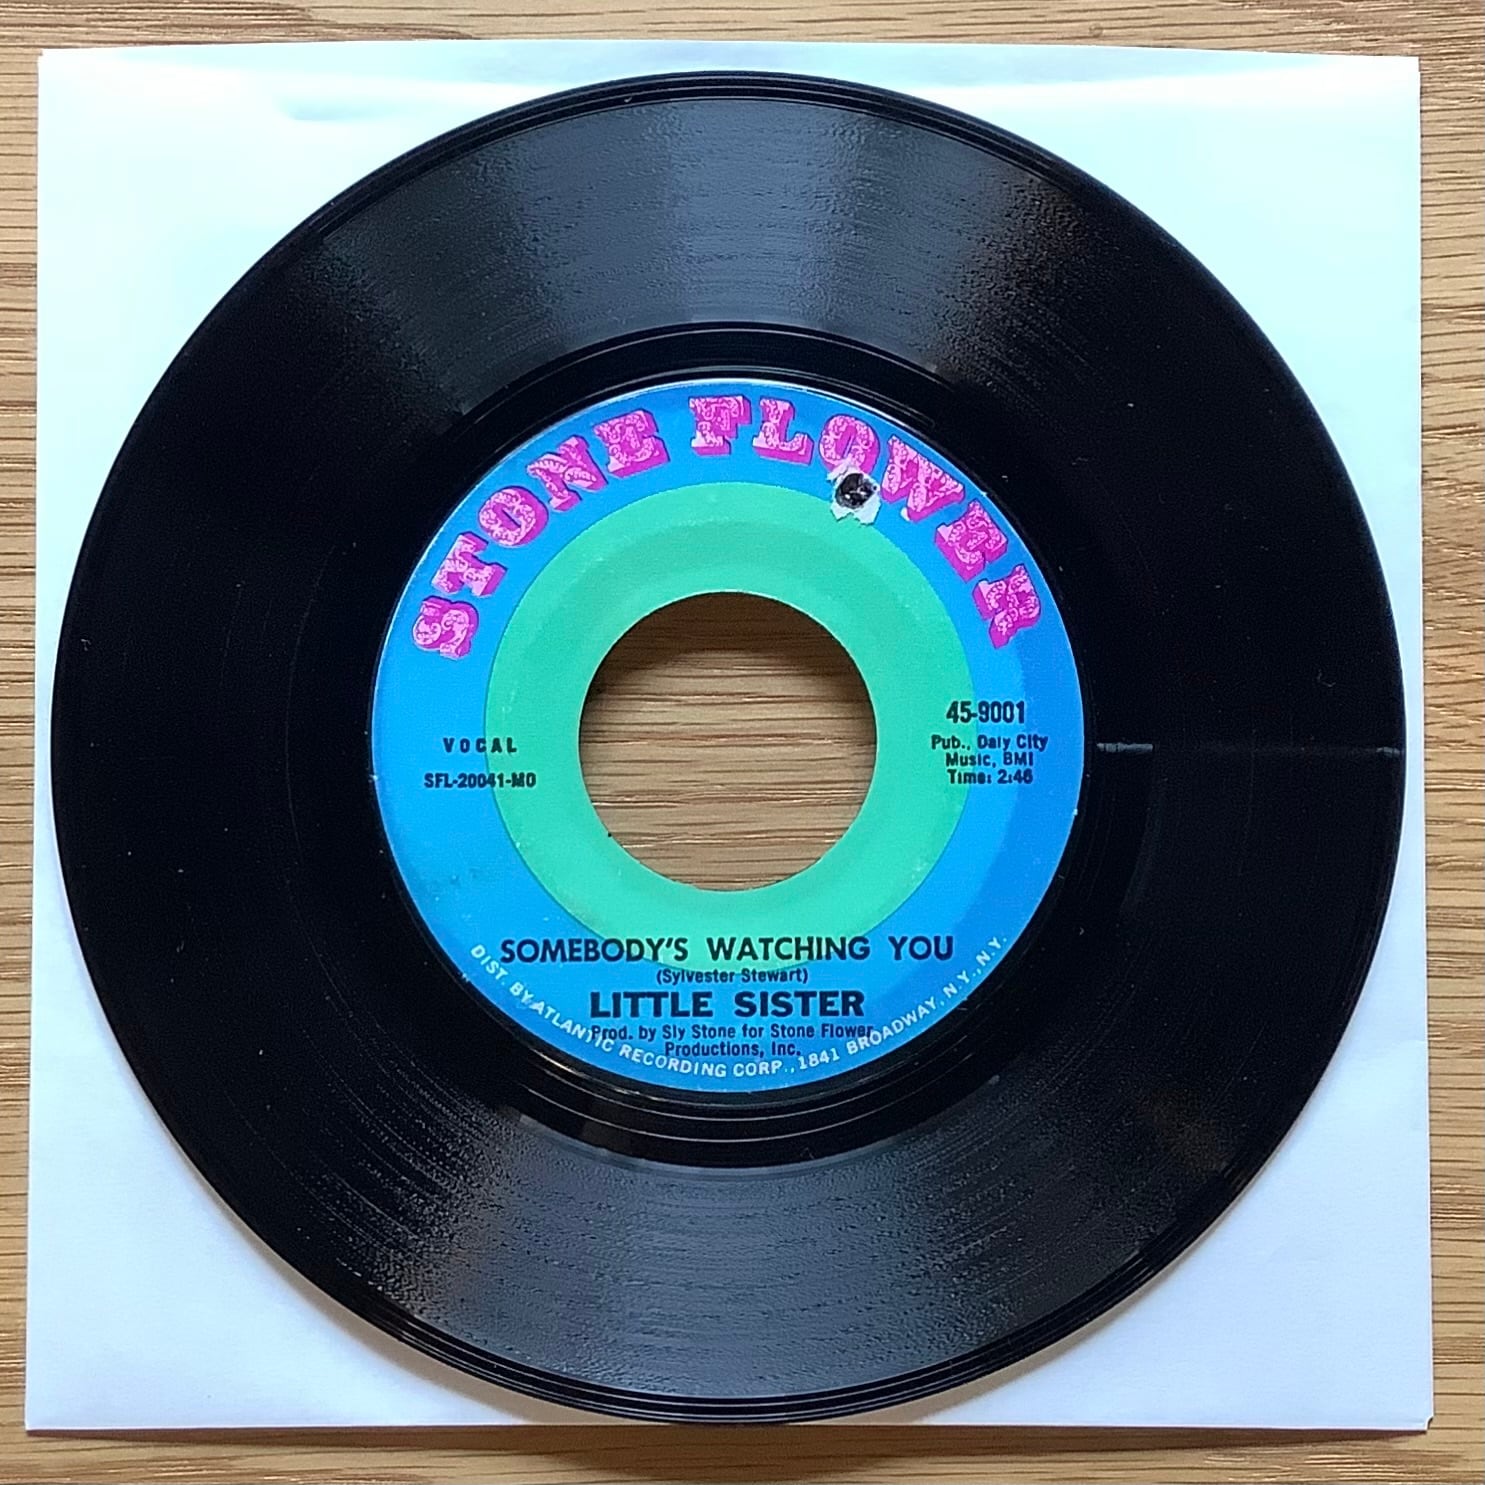 STONE FLOWER
VOCAL
SFL-20041-MO
45-9001
Pub., Daly City
Music, BMI
Time: 2:46
SOMEBODY'S WATCHING YOU
(Sylvester Stewart)
LITTLE SISTER
Prod. by Sly Stone for Stone Flower
Productions, Inc.
DIST. BY ATLANTIC RECORDING CORP., 1841 BROADWAY, N.Y., N.Y.